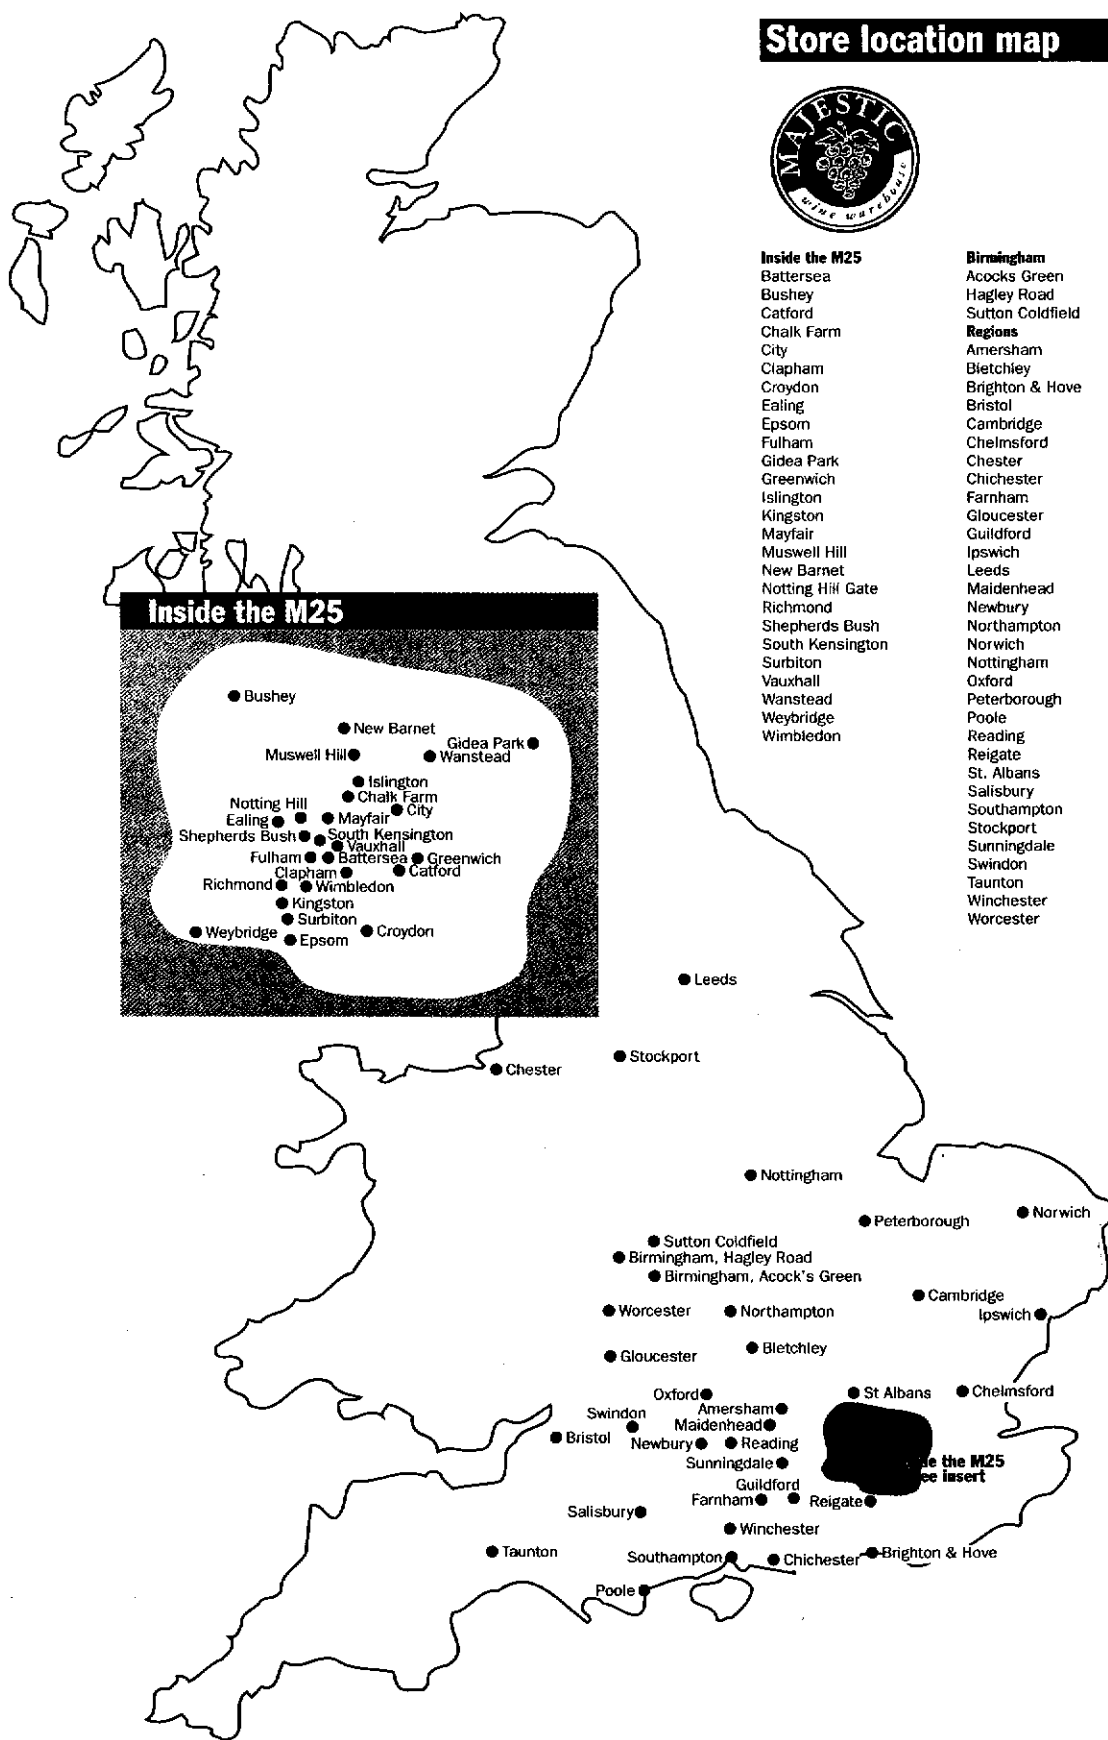 Store location map
MAJESTIC
wine warehouse
Inside the M25
Battersea
Bushey
Catford
Chalk Farm
City
Clapham
Croydon
Ealing
Epsom
Fulham
Gidea Park
Greenwich
Islington
Kingston
Mayfair
Muswell Hill
New Barnet
Notting Hill Gate
Richmond
Shepherds Bush
South Kensington
Surbiton
Vauxhall
Wanstead
Weybridge
Wimbledon
Birmingham
Acocks Green
Hagley Road
Sutton Coldfield
Regions
Amersham
Bletchley
Brighton & Hove
Bristol
Cambridge
Chelmsford
Chester
Chichester
Farnham
Gloucester
Guildford
Ipswich
Leeds
Maidenhead
Newbury
Northampton
Norwich
Nottingham
Oxford
Peterborough
Poole
Reading
Reigate
St. Albans
Salisbury
Southampton
Stockport
Sunningdale
Swindon
Taunton
Winchester
Worcester
Inside the M25
Bushey
New Barnet
Gidea Park
Muswell Hill
Wanstead
Islington
Chalk Farm
Notting Hill
City
Ealing
Mayfair
Shepherds Bush
South Kensington
Vauxhall
Fulham
Battersea
Greenwich
Clapham
Catford
Richmond
Wimbledon
Kingston
Surbiton
Weybridge
Croydon
Epsom
Leeds
Stockport
Chester
Nottingham
Norwich
Peterborough
Sutton Coldfield
Birmingham, Hagley Road
Birmingham, Acock's Green
Cambridge
Worcester
Northampton
Ipswich
Bletchley
Gloucester
Oxford
St Albans
Chelmsford
Amersham
Swindon
Maidenhead
Bristol
Newbury
Reading
Sunningdale
the M25
insert
Guildford
Farnham
Reigate
Salisbury
Winchester
Taunton
Southampton
Chichester
Brighton & Hove
Poole